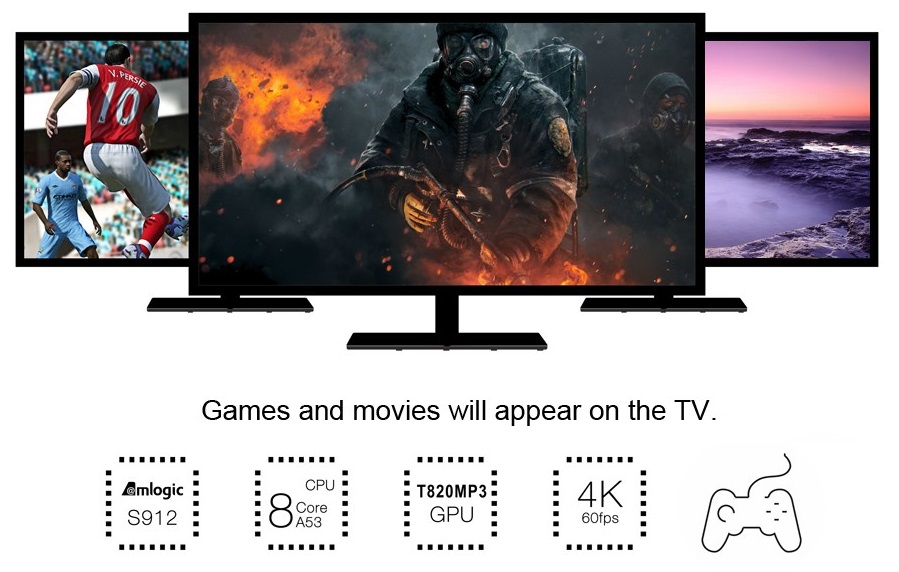 V. PERSIE
10
Games and movies will appear on the TV.
Amlogic
S912
CPU
8 Core
A53
T820MP3
GPU
4K
60fps